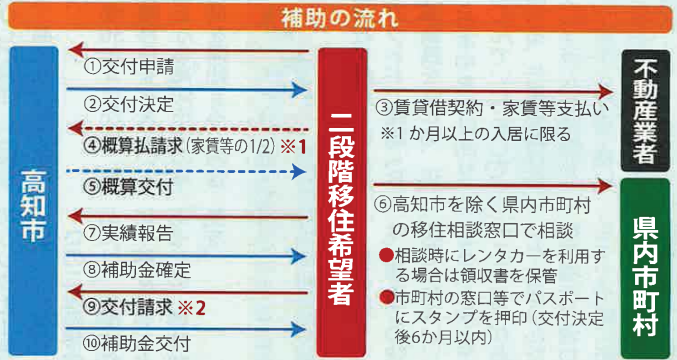 補助の流れ
高知市
①交付申請
②交付決定
④概算払請求(家賃等の1/2)※1
⑤概算交付
⑦実績報告
⑧補助金確定
⑨交付請求※2
⑩補助金交付
二段階移住希望者
③賃貸借契約・家賃等支払い
※1か月以上の入居に限る
⑥高知市を除く県内市町村
の移住相談窓口で相談
●相談時にレンタカーを利用す
る場合は領収書を保管
●市町村の窓口等でパスポート
にスタンプを押印(交付決定
後6か月以内)
不動産業者
県内市町村